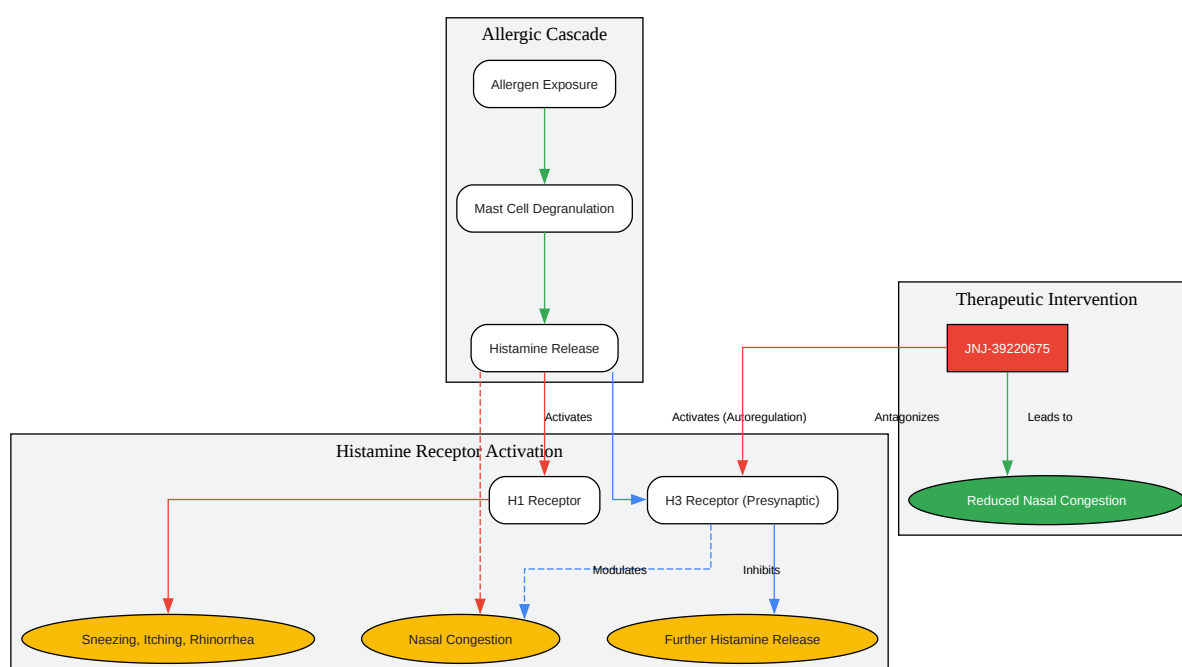 Allergic Cascade
Allergen Exposure
Mast Cell Degranulation
Therapeutic Intervention
Histamine Release
JNJ-39220675
Activates
Activates (Autoregulation)
Antagonizes
Leads to
Histamine Receptor Activation
H1 Receptor
H3 Receptor (Presynaptic)
Reduced Nasal Congestion
Modulates
Inhibits
Sneezing, Itching, Rhinorrhea
Nasal Congestion
Further Histamine Release